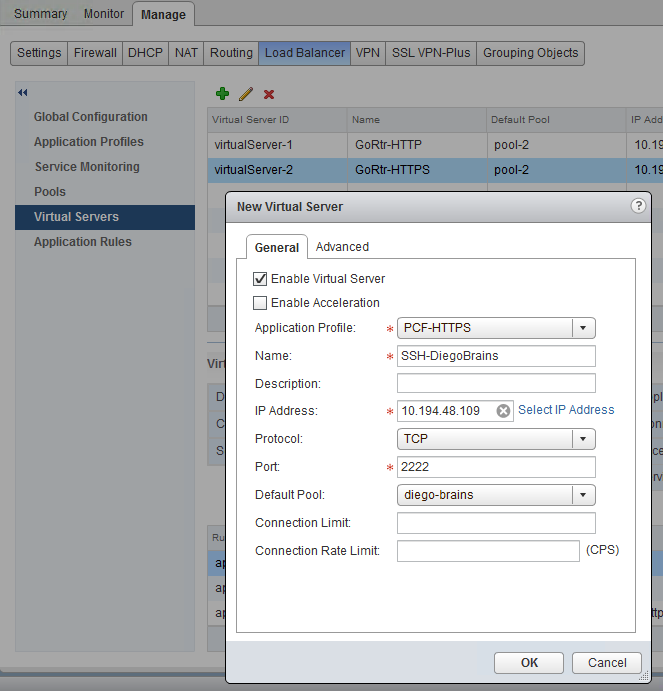 Summary Monitor Manage
Settings Firewall DHCP NAT Routing Load Balancer VPN SSL VPN-Plus Grouping Objects
Global Configuration
Application Profiles
Service Monitoring
Pools
Virtual Servers
Application Rules
Virtual Server ID Name Default Pool IP Add
virtualServer-1 GoRtr-HTTP pool-2 10.19
virtualServer-2 GoRtr-HTTPS pool-2 10.19
New Virtual Server ?
General Advanced
Enable Virtual Server
Enable Acceleration
Application Profile: * PCF-HTTPS
Name: * SSH-DiegoBrains
Description:
IP Address: * 10.194.48.109 Select IP Address
Protocol: TCP
Port: * 2222
Default Pool: diego-brains
Connection Limit:
Connection Rate Limit: (CPS)
OK Cancel